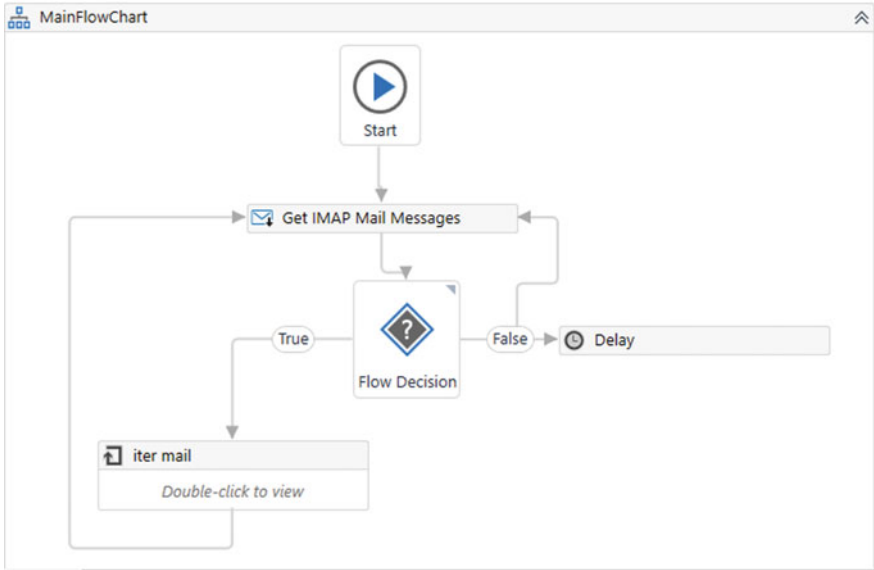 MainFlowChart
Start
Get IMAP Mail Messages
True
False
Delay
Flow Decision
iter mail
Double-click to view